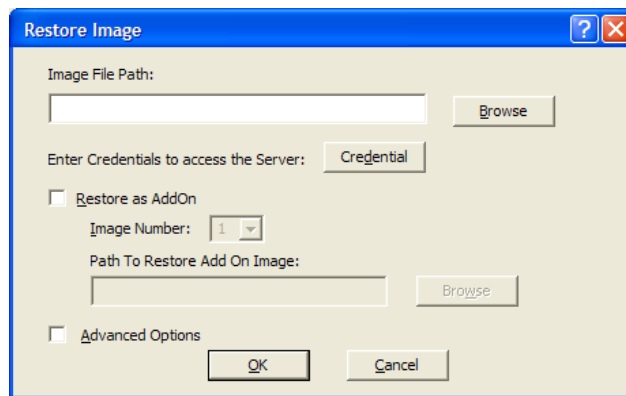 Restore Image
Image File Path:
Browse
Enter Credentials to access the Server: Credential
Restore as AddOn
Image Number: 1
Path To Restore Add On Image:
Browse
Advanced Options
OK Cancel